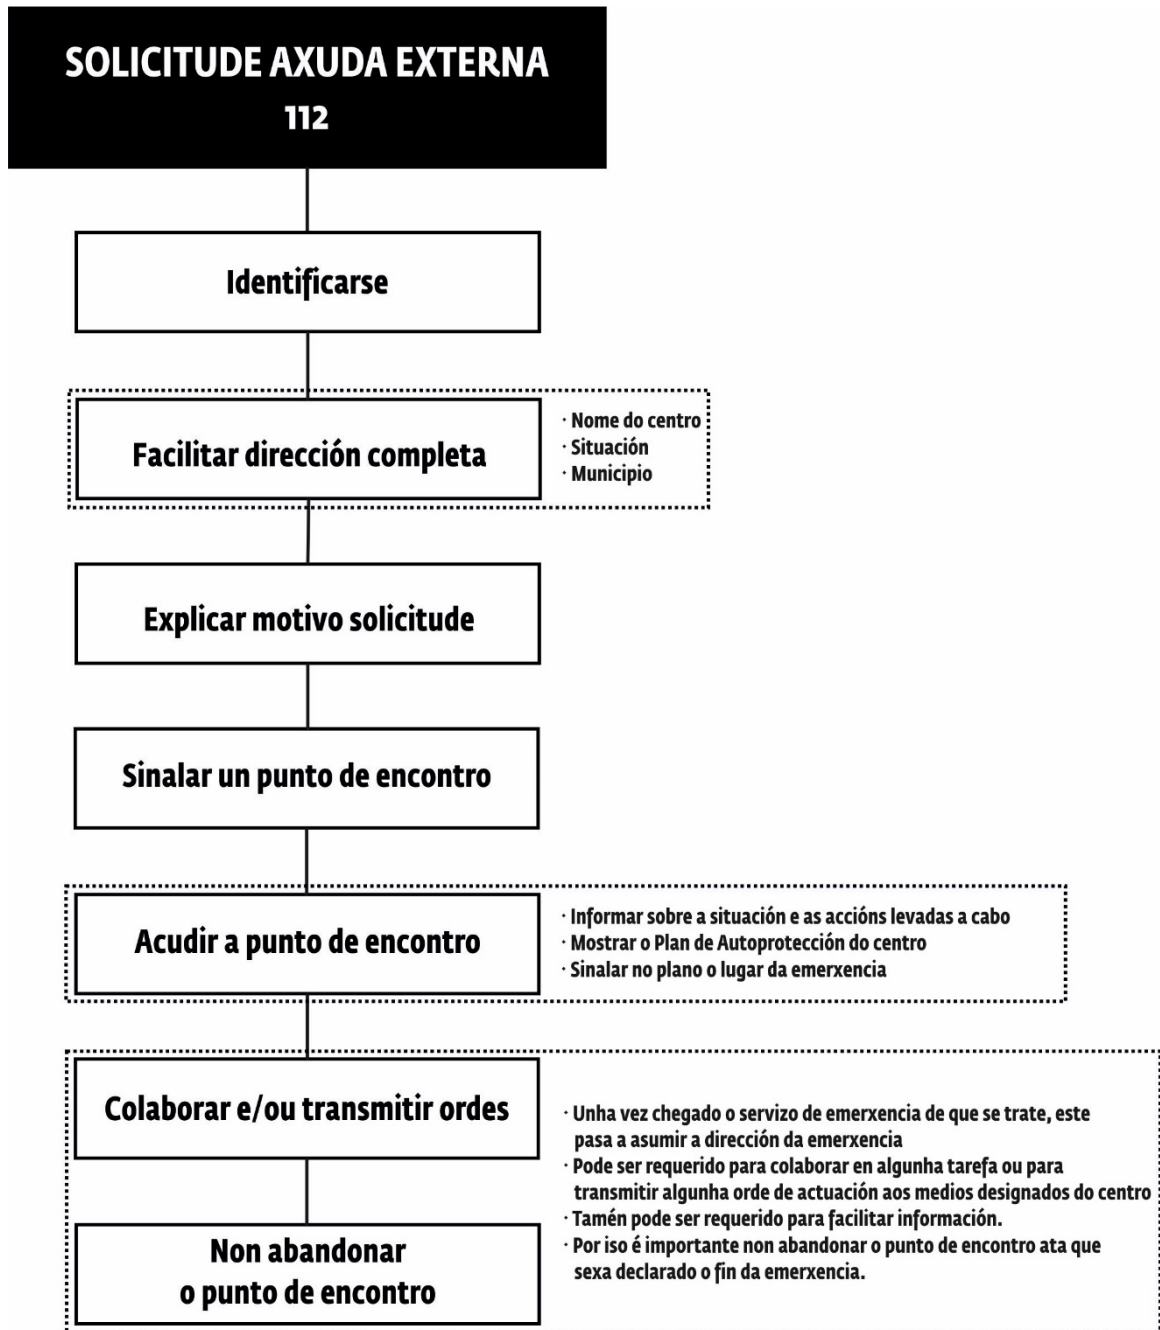 SOLICITUDE AXUDA EXTERNA
112
Identificarse
Facilitar dirección completa
· Nome do centro
· Situación
· Municipio
Explicar motivo solicitude
Sinalar un punto de encontro
Acudir a punto de encontro
· Informar sobre a situación e as accións levadas a cabo
· Mostrar o Plan de Autoprotección do centro
· Sinalar no plano o lugar da emerxencia
Colaborar e/ou transmitir ordes
· Unha vez chegado o servizo de emerxencia de que se trate, este
pasa a asumir a dirección da emerxencia
· Pode ser requerido para colaborar en algunha tarefa ou para
transmitir algunha orde de actuación aos medios designados do centro
· Tamén pode ser requerido para facilitar información.
· Por iso é importante non abandonar o punto de encontro ata que
sexa declarado o fin da emerxencia.
Non abandonar
o punto de encontro